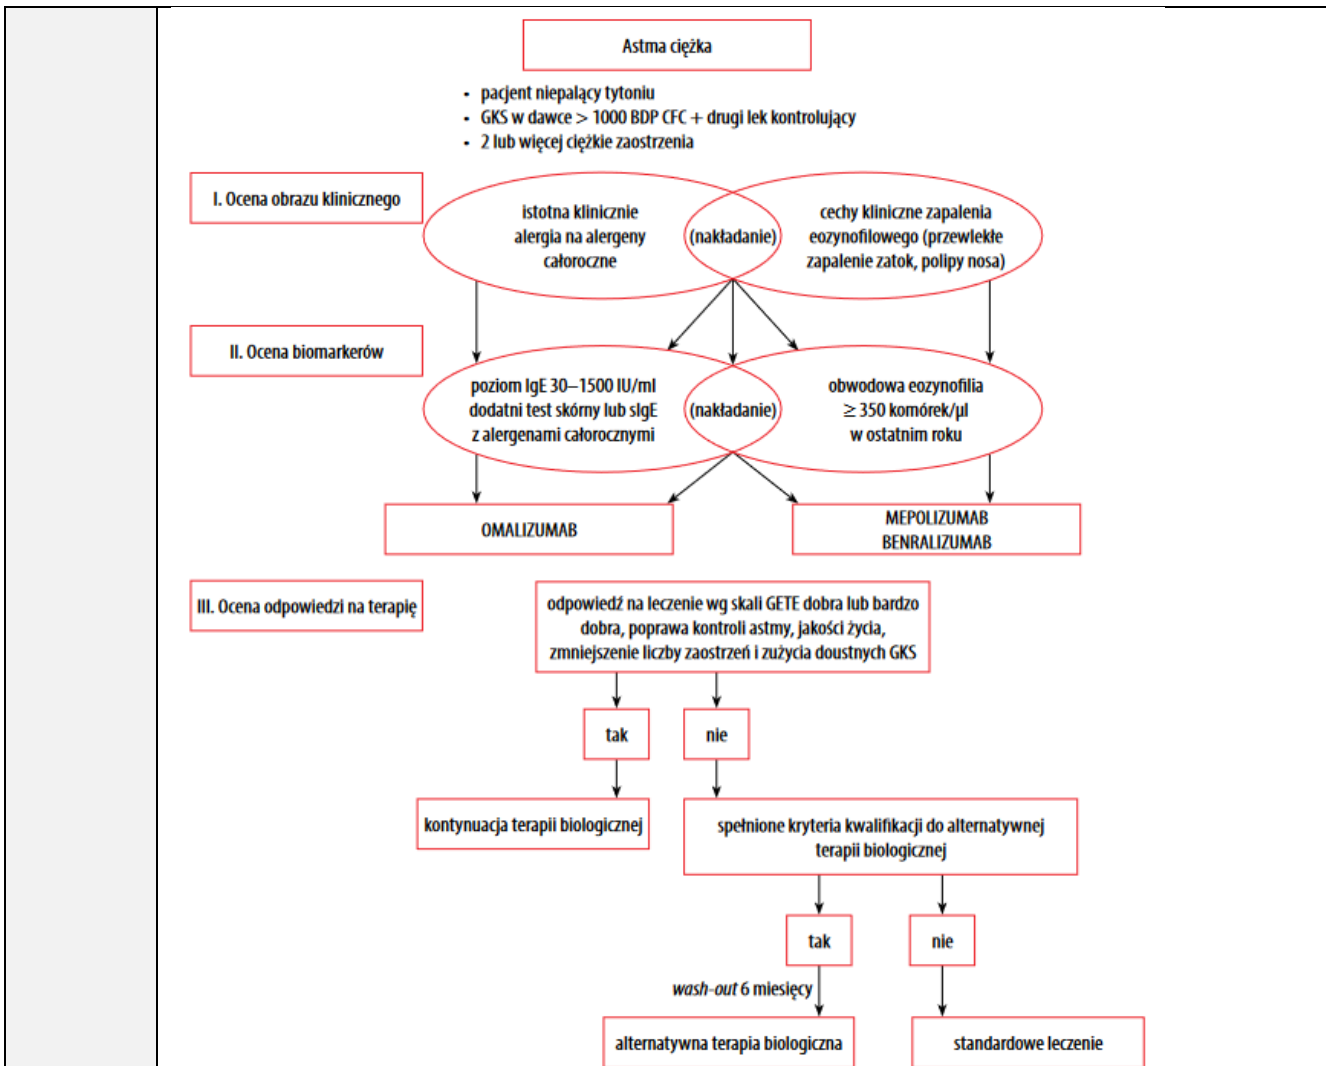 Astma ciężka
• pacjent niepalący tytoniu
• GKS w dawce > 1000 BDP CFC + drugi lek kontrolujący
• 2 lub więcej ciężkie zaostrzenia
I. Ocena obrazu klinicznego
istotna klinicznie
alergia na alergeny
całoroczne
(nakładanie)
cechy kliniczne zapalenia
eozynofilowego (przewlekłe
zapalenie zatok, polipy nosa)
II. Ocena biomarkerów
poziom IgE 30–1500 IU/ml
dodatni test skórny lub sIgE
z alergenami całorocznymi
(nakładanie)
obwodowa eozynofilia
≥ 350 komórek/μl
w ostatnim roku
OMALIZUMAB
MEPOLIZUMAB
BENRALIZUMAB
III. Ocena odpowiedzi na terapię
odpowiedź na leczenie wg skali GETE dobra lub bardzo
dobra, poprawa kontroli astmy, jakości życia,
zmniejszenie liczby zaostrzeń i zużycia doustnych GKS
tak
nie
kontynuacja terapii biologicznej
spełnione kryteria kwalifikacji do alternatywnej
terapii biologicznej
tak
nie
wash-out 6 miesięcy
alternatywna terapia biologiczna
standardowe leczenie